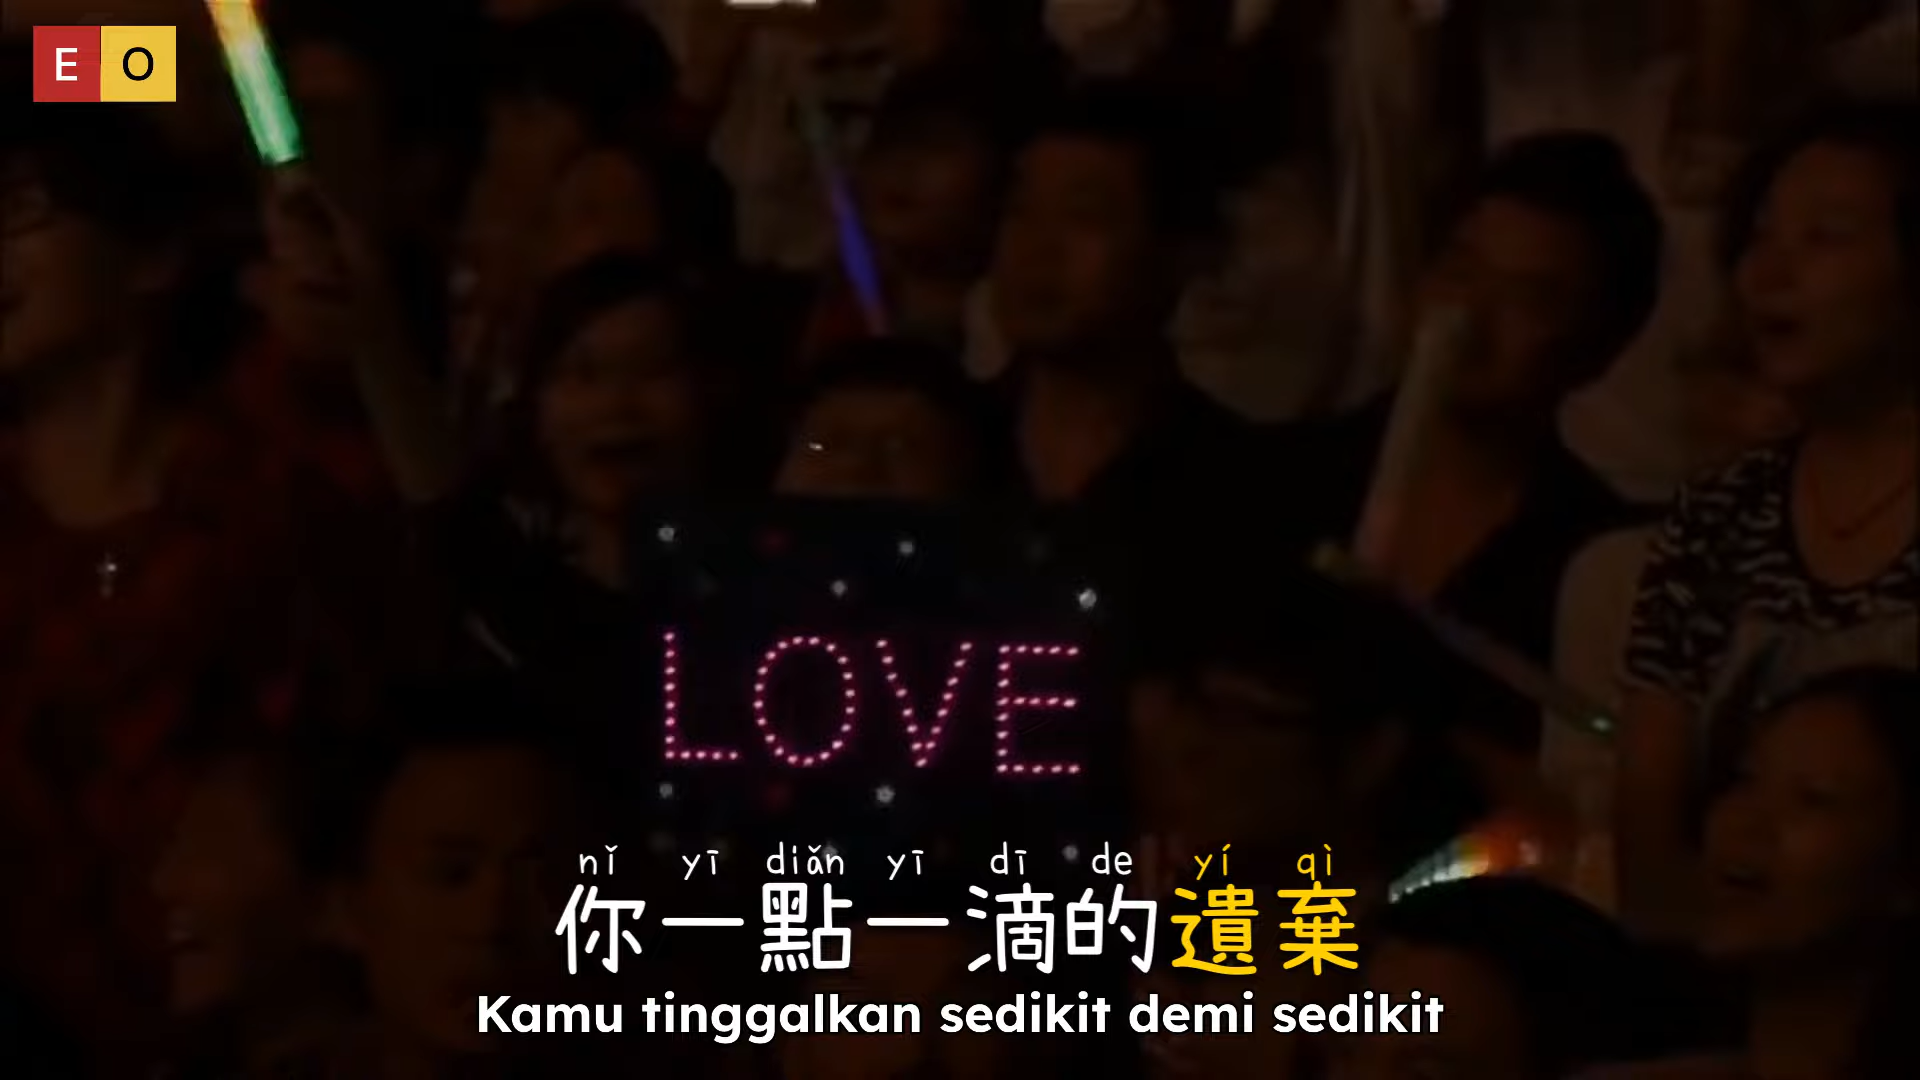 E O
LOVE
nǐ yī diǎn yī dī de yí qì
你一點一滴的遺棄
Kamu tinggalkan sedikit demi sedikit